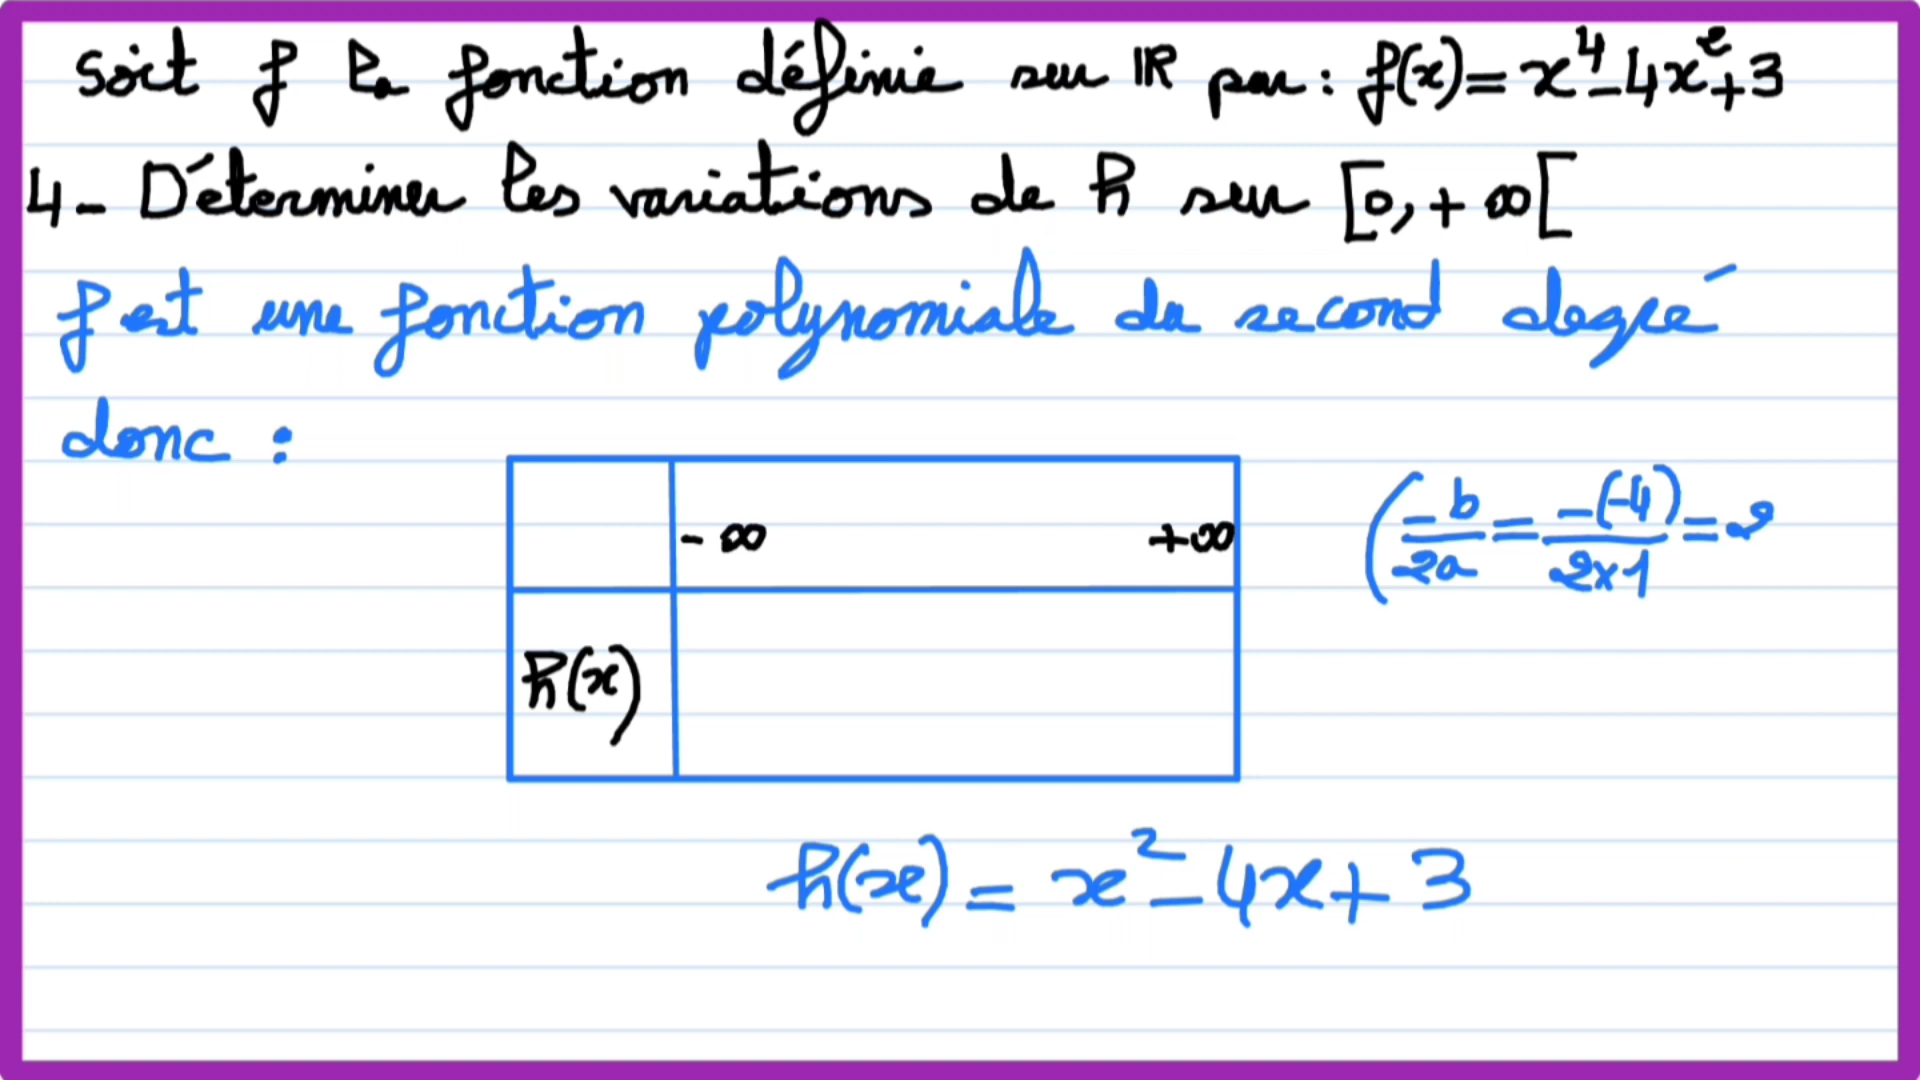 Soit f la fonction définie sur ℝ par : f(x) = x⁴ - 4x² + 3
4 - Déterminer les variations de h sur [0, +∞[
f est une fonction polynomiale du second degré
donc :
-∞ +∞
(-b/2a = -(-4)/2×1 = 2
h(x)
h(x) = x² - 4x + 3